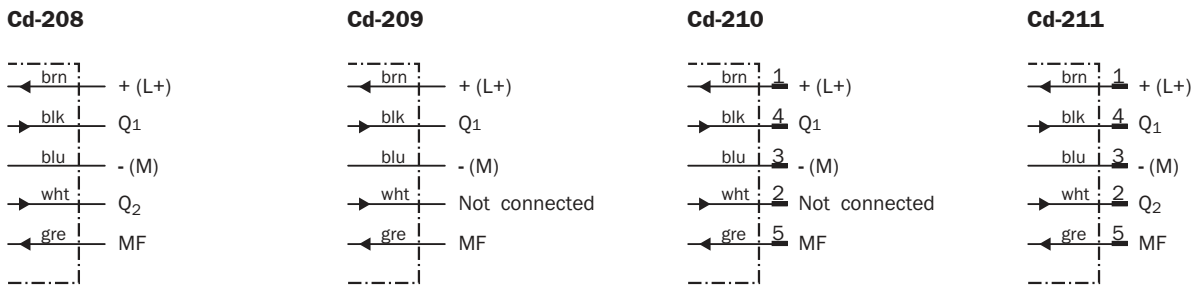 Cd-208
brn + (L+)
blk Q1
blu - (M)
wht Q2
gre MF
Cd-209
brn + (L+)
blk Q1
blu - (M)
wht Not connected
gre MF
Cd-210
brn 1 + (L+)
blk 4 Q1
blu 3 - (M)
wht 2 Not connected
gre 5 MF
Cd-211
brn 1 + (L+)
blk 4 Q1
blu 3 - (M)
wht 2 Q2
gre 5 MF